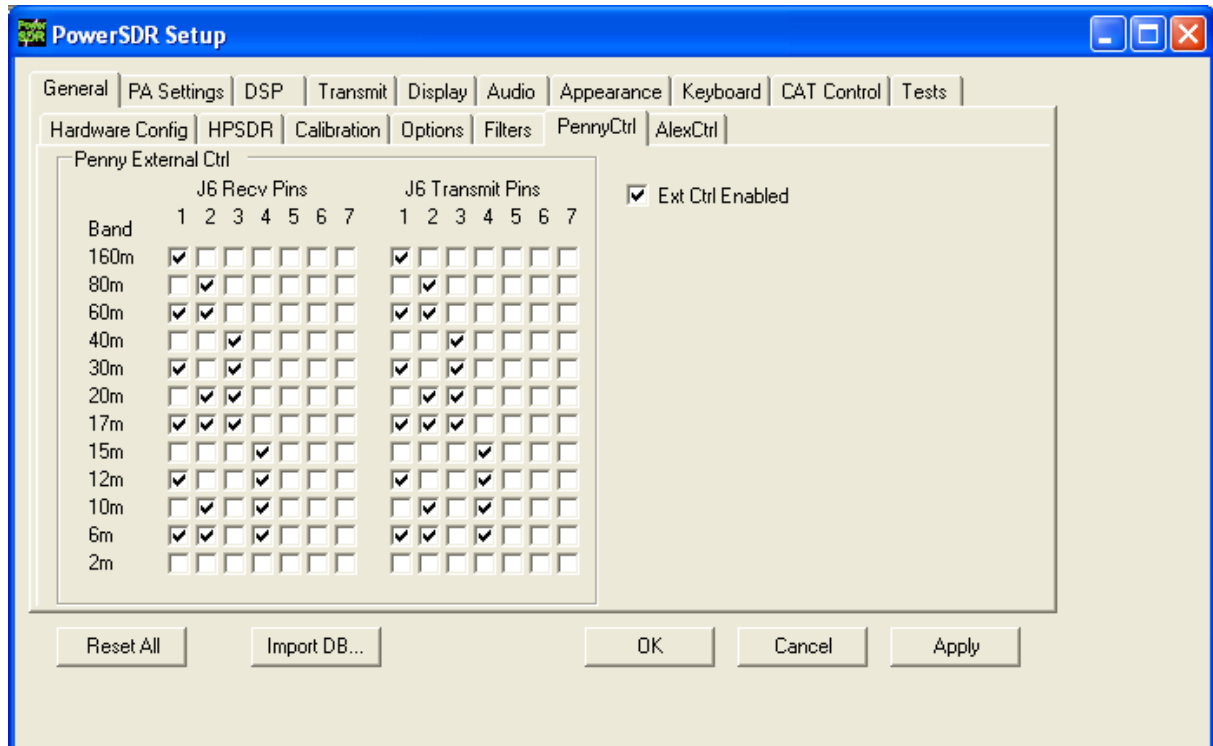 PowerSDR Setup
General PA Settings DSP Transmit Display Audio Appearance Keyboard CAT Control Tests
Hardware Config HPSDR Calibration Options Filters PennyCtrl AlexCtrl
Penny External Ctrl
J6 Recv Pins J6 Transmit Pins
Ext Ctrl Enabled
Band 1 2 3 4 5 6 7 1 2 3 4 5 6 7
160m
80m
60m
40m
30m
20m
17m
15m
12m
10m
6m
2m
Reset All Import DB... OK Cancel Apply